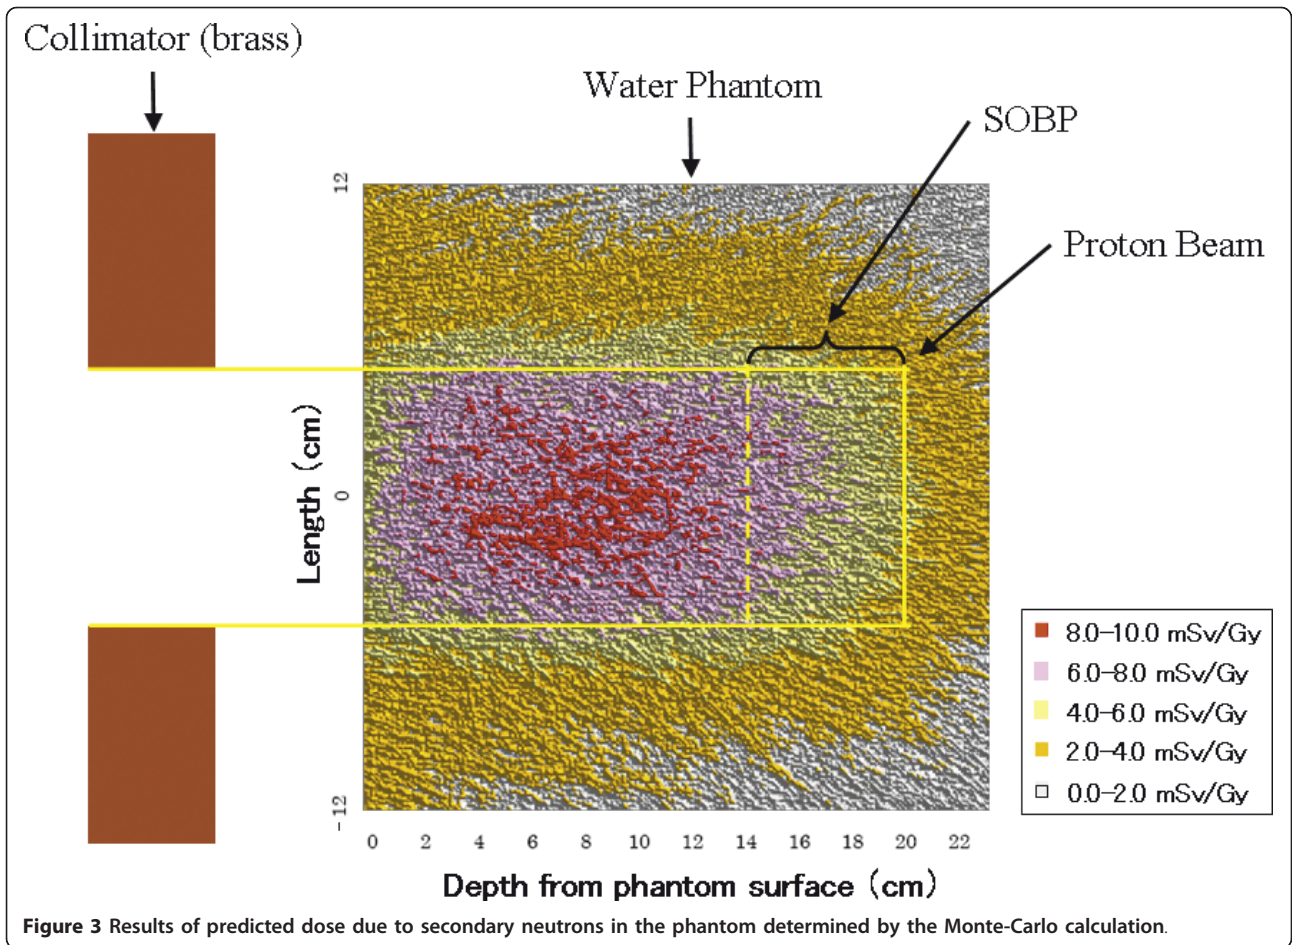 Collimator (brass)
Water Phantom
SOBP
Proton Beam
12
0
-12
Length (cm)
0 2 4 6 8 10 12 14 16 18 20 22
Depth from phantom surface (cm)
8.0-10.0 mSv/Gy
6.0-8.0 mSv/Gy
4.0-6.0 mSv/Gy
2.0-4.0 mSv/Gy
0.0-2.0 mSv/Gy
Figure 3 Results of predicted dose due to secondary neutrons in the phantom determined by the Monte-Carlo calculation.